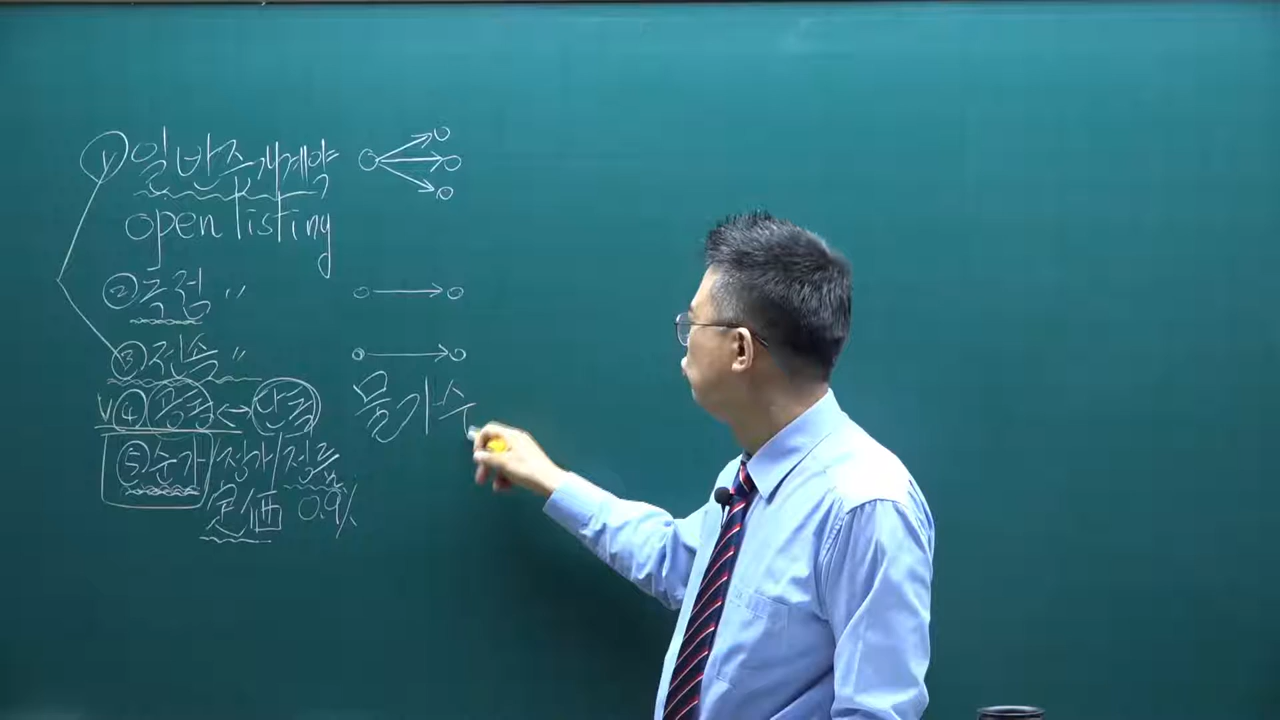 ① 일반중개계약
open listing
② 독점 〃
③ 전속 〃
V ④ 공동 ↔ 단독
물기수
⑤ 순가/정가/정률
定価 0.9%